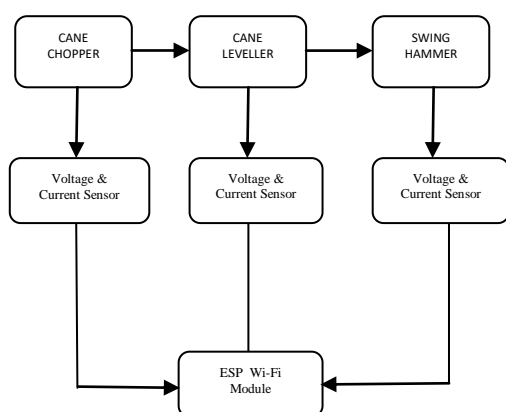 CANE
CHOPPER
CANE
LEVELLER
SWING
HAMMER
Voltage &
Current Sensor
Voltage &
Current Sensor
Voltage &
Current Sensor
ESP Wi-Fi
Module